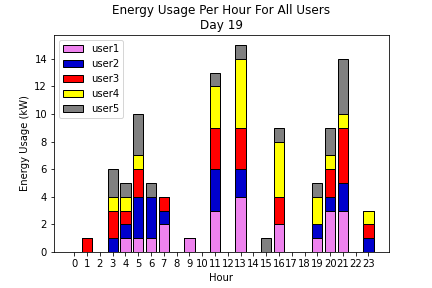 Energy Usage Per Hour For All Users
Day 19
Energy Usage (kW)
14
12
10
8
6
4
2
0
user1
user2
user3
user4
user5
0 1 2 3 4 5 6 7 8 9 10 11 12 13 14 15 16 17 18 19 20 21 22 23
Hour